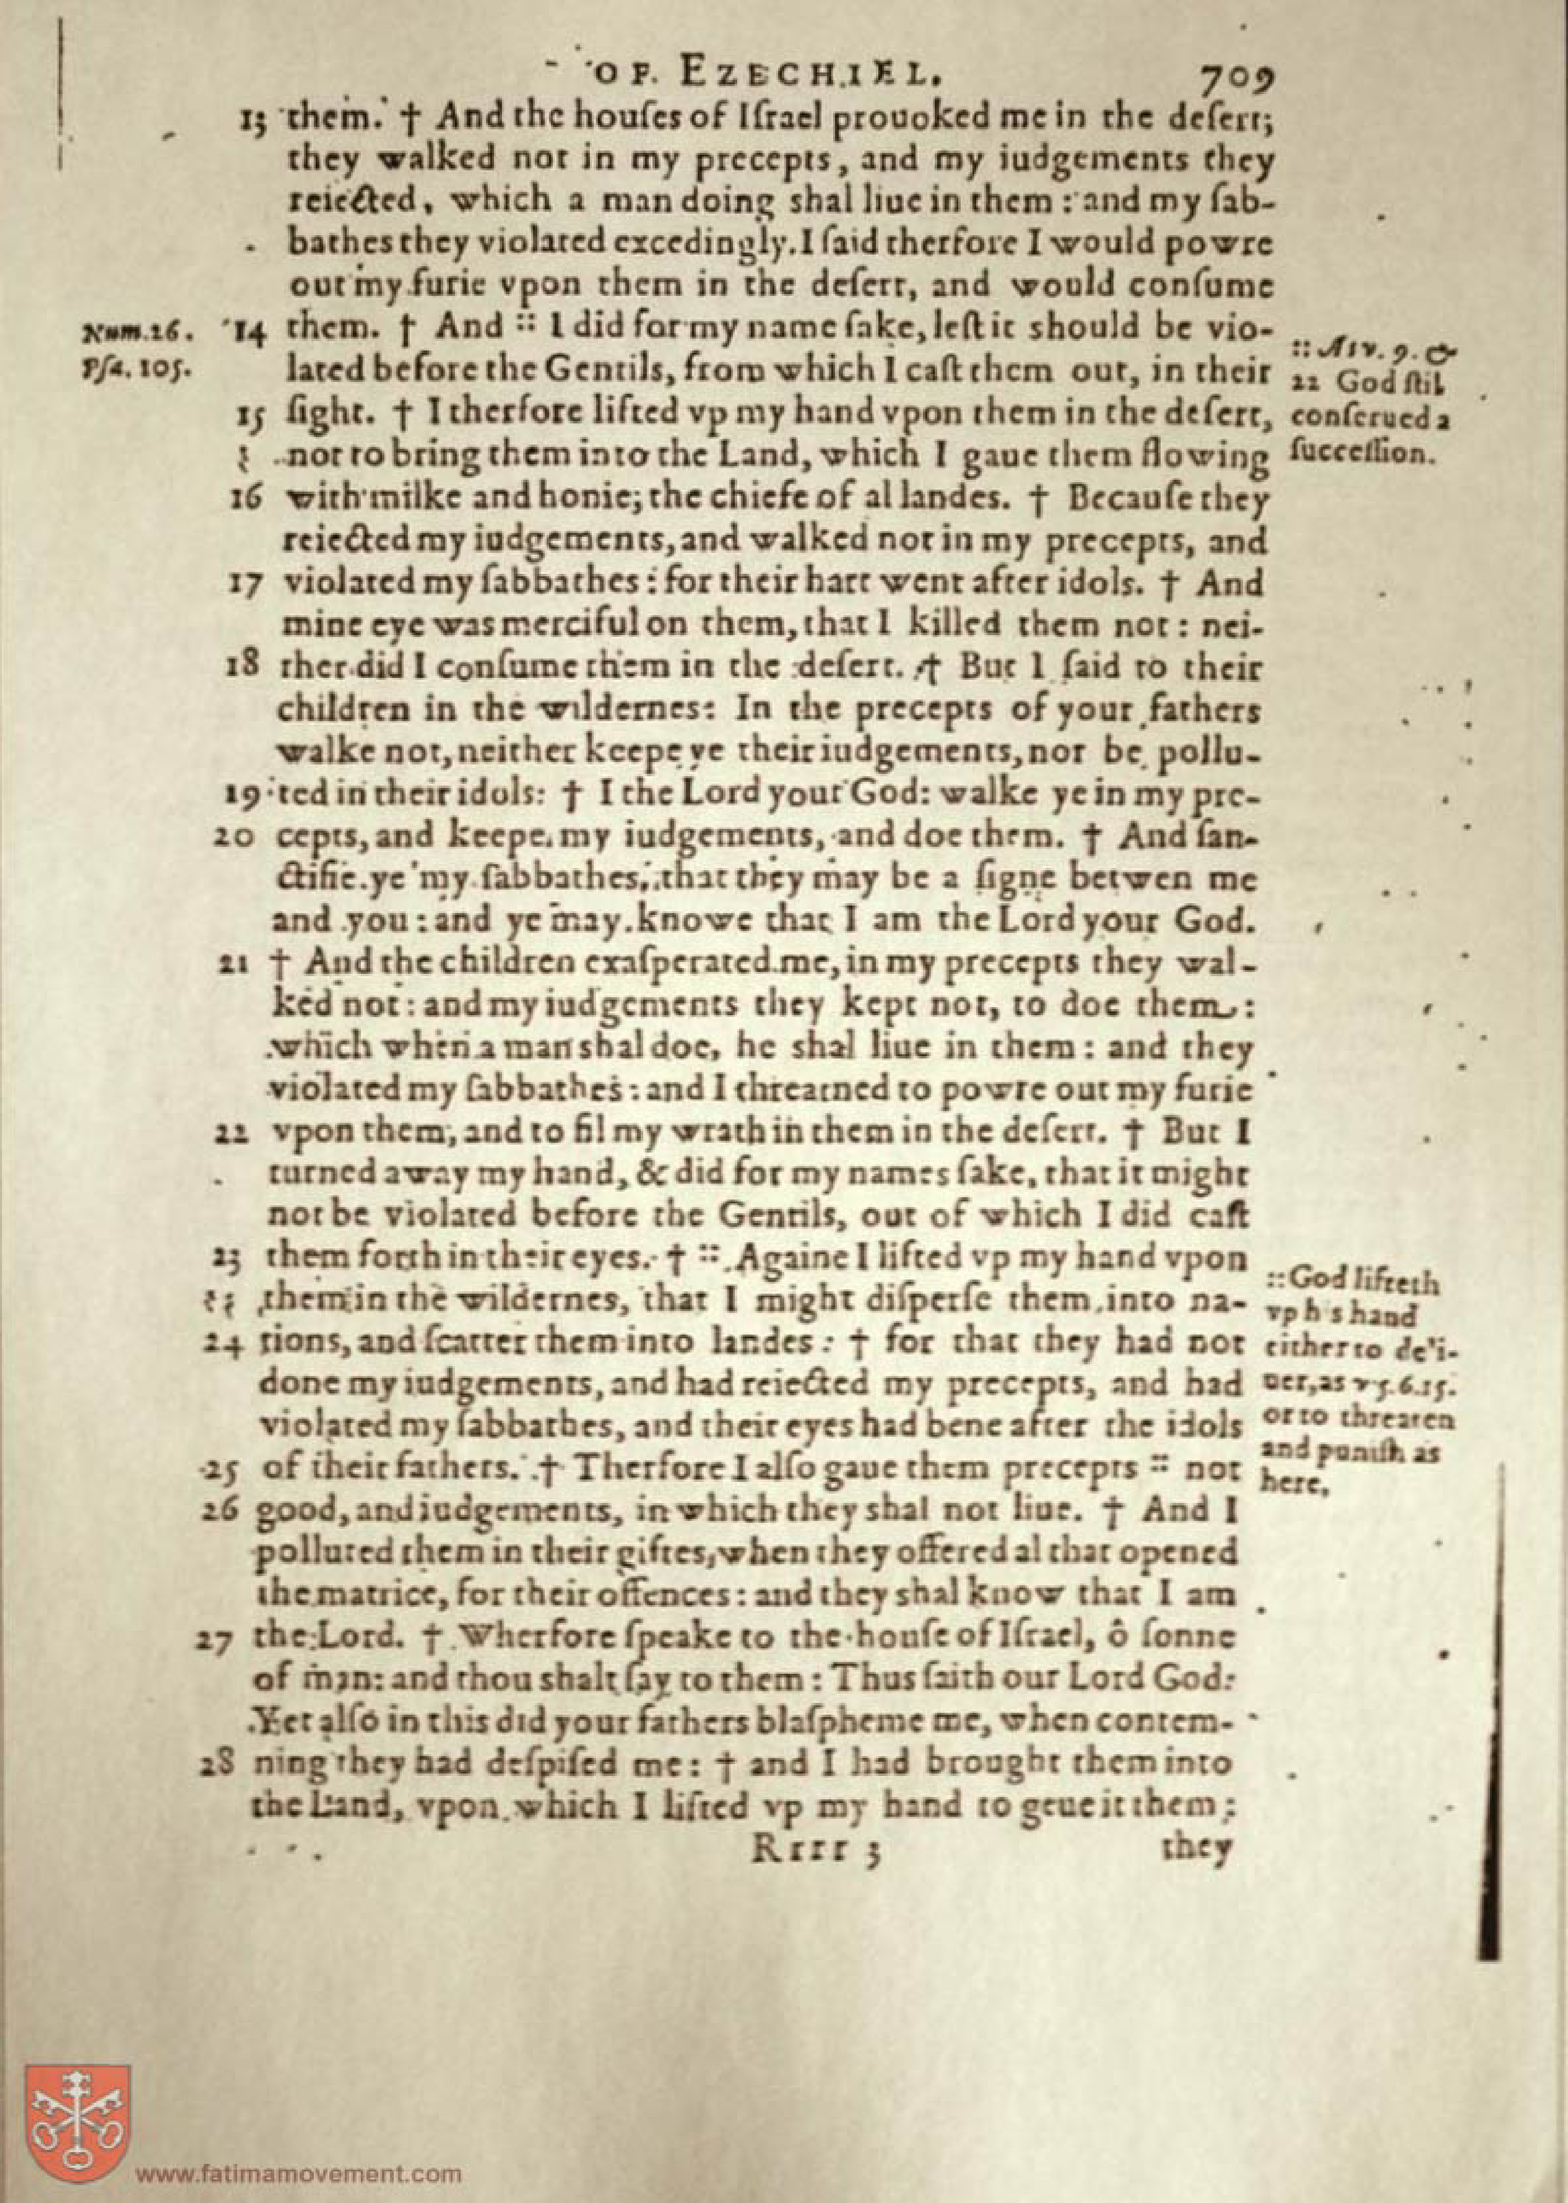 OF EZECHIEL. 709
13 them. † And the houſes of Iſrael prouoked me in the deſert;
they walked not in my precepts, and my iudgements they
reiected, which a man doing shal liue in them : and my ſab-
bathes they violated excedingly. I ſaid therfore I would powre
out my furie vpon them in the deſert, and would conſume
Num. 26. 14 them. † And :: I did for my name ſake, leſt it should be vio-
Pſa. 105. lated before the Gentils, from which I caſt them out, in their
15 ſight. † I therfore lifted vp my hand vpon them in the deſert,
not to bring them into the Land, which I gaue them flowing
16 with milke and honie; the chiefe of al landes. † Becauſe they
reiected my iudgements, and walked not in my precepts, and
17 violated my ſabbathes : for their hart went after idols. † And
mine eye was merciful on them, that I killed them not : nei-
18 ther did I conſume them in the deſert. † But I ſaid to their
children in the wildernes: In the precepts of your fathers
walke not, neither keepe ye their iudgements, nor be pollu-
19 ted in their idols: † I the Lord your God: walke ye in my pre-
20 cepts, and keepe my iudgements, and doe them. † And ſan-
ctifie ye my ſabbathes, that they may be a ſigne betwen me
and you : and ye may knowe that I am the Lord your God.
21 † And the children exaſperated me, in my precepts they wal-
ked not : and my iudgements they kept not, to doe them :
which when a man shal doe, he shal liue in them : and they
violated my ſabbathes : and I threatned to powre out my furie
22 vpon them, and to fil my wrath in them in the deſert. † But I
turned away my hand, & did for my names ſake, that it might
not be violated before the Gentils, out of which I did caſt
23 them forth in their eyes. † :: Againe I lifted vp my hand vpon
them in the wildernes, that I might diſperſe them into na-
24 tions, and ſcatter them into landes : † for that they had not
done my iudgements, and had reiected my precepts, and had
violated my ſabbathes, and their eyes had bene after the idols
25 of their fathers. † Therfore I alſo gaue them precepts :: not
26 good, and iudgements, in which they shal not liue. † And I
polluted them in their giftes, when they offered al that opened
the matrice, for their offences : and they shal know that I am
27 the Lord. † Wherfore ſpeake to the houſe of Iſrael, ô ſonne
of man: and thou shalt ſay to them : Thus ſaith our Lord God:
Yet alſo in this did your fathers blaſpheme me, when contem-
28 ning they had deſpiſed me : † and I had brought them into
the Land, vpon which I lifted vp my hand to geue it them ;
Rrrr 3 they
22 God ſtil
conſerued a
ſucceſſion.
:: God lifteth
vp his hand
either to deli-
uer, as v 5. 6. 15.
or to threaten
and punish as
here.
www.fatimamovement.com